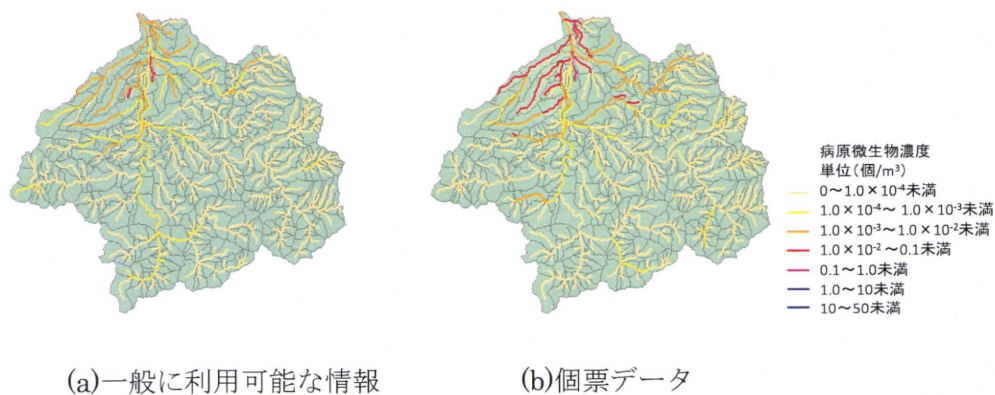 病原微生物濃度
単位(個/m³)
0～1.0×10⁻⁴未満
1.0×10⁻⁴～1.0×10⁻³未満
1.0×10⁻³～1.0×10⁻²未満
1.0×10⁻²～0.1未満
0.1～1.0未満
1.0～10未満
10～50未満
(a)一般に利用可能な情報
(b)個票データ